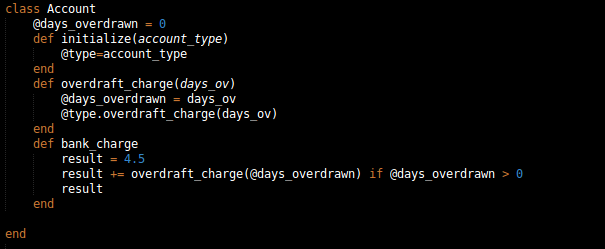 class Account
    @days_overdrawn = 0
    def initialize(account_type)
        @type=account_type
    end
    def overdraft_charge(days_ov)
        @days_overdrawn = days_ov
        @type.overdraft_charge(days_ov)
    end
    def bank_charge
        result = 4.5
        result += overdraft_charge(@days_overdrawn) if @days_overdrawn > 0
        result
    end
end